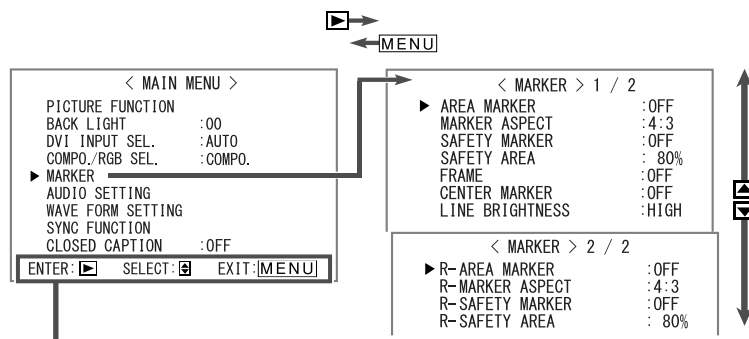 MENU
< MAIN MENU >
PICTURE FUNCTION
BACK LIGHT :00
DVI INPUT SEL. :AUTO
COMPO./RGB SEL. :COMPO.
MARKER
AUDIO SETTING
WAVE FORM SETTING
SYNC FUNCTION
CLOSED CAPTION :OFF
ENTER: SELECT: EXIT:MENU
< MARKER > 1 / 2
AREA MARKER :OFF
MARKER ASPECT :4:3
SAFETY MARKER :OFF
SAFETY AREA : 80%
FRAME :OFF
CENTER MARKER :OFF
LINE BRIGHTNESS :HIGH
< MARKER > 2 / 2
R-AREA MARKER :OFF
R-MARKER ASPECT :4:3
R-SAFETY MARKER :OFF
R-SAFETY AREA : 80%